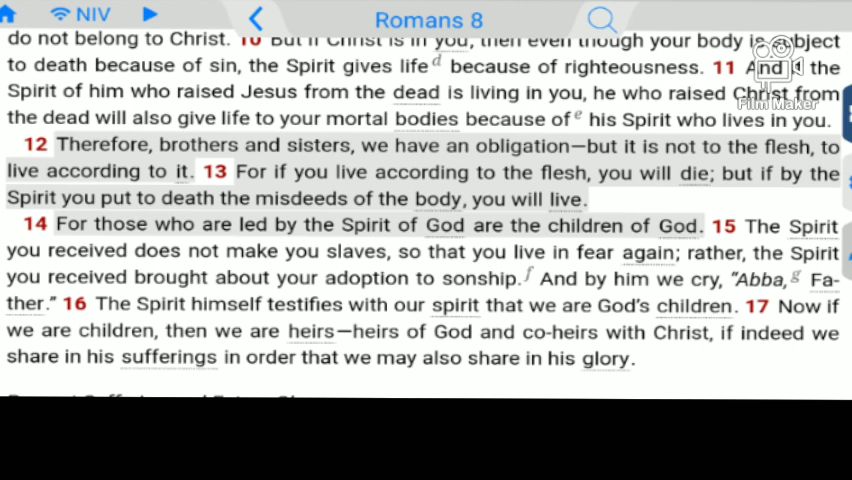 NIV Romans 8
do not belong to Christ. 10 But if Christ is in you, then even though your body is subject
to death because of sin, the Spirit gives life d because of righteousness. 11 And the
Spirit of him who raised Jesus from the dead is living in you, he who raised Christ from
Film Maker
the dead will also give life to your mortal bodies because of e his Spirit who lives in you.
12 Therefore, brothers and sisters, we have an obligation—but it is not to the flesh, to
live according to it. 13 For if you live according to the flesh, you will die; but if by the
Spirit you put to death the misdeeds of the body, you will live.
14 For those who are led by the Spirit of God are the children of God. 15 The Spirit
you received does not make you slaves, so that you live in fear again; rather, the Spirit
you received brought about your adoption to sonship. f And by him we cry, “Abba, g Fa-
ther.” 16 The Spirit himself testifies with our spirit that we are God’s children. 17 Now if
we are children, then we are heirs—heirs of God and co-heirs with Christ, if indeed we
share in his sufferings in order that we may also share in his glory.